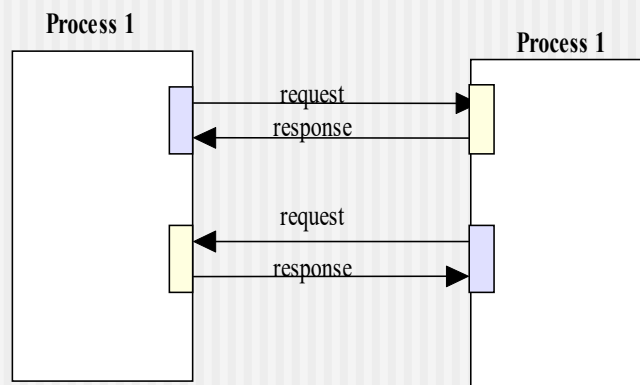 Process 1
Process 1
request
response
request
response